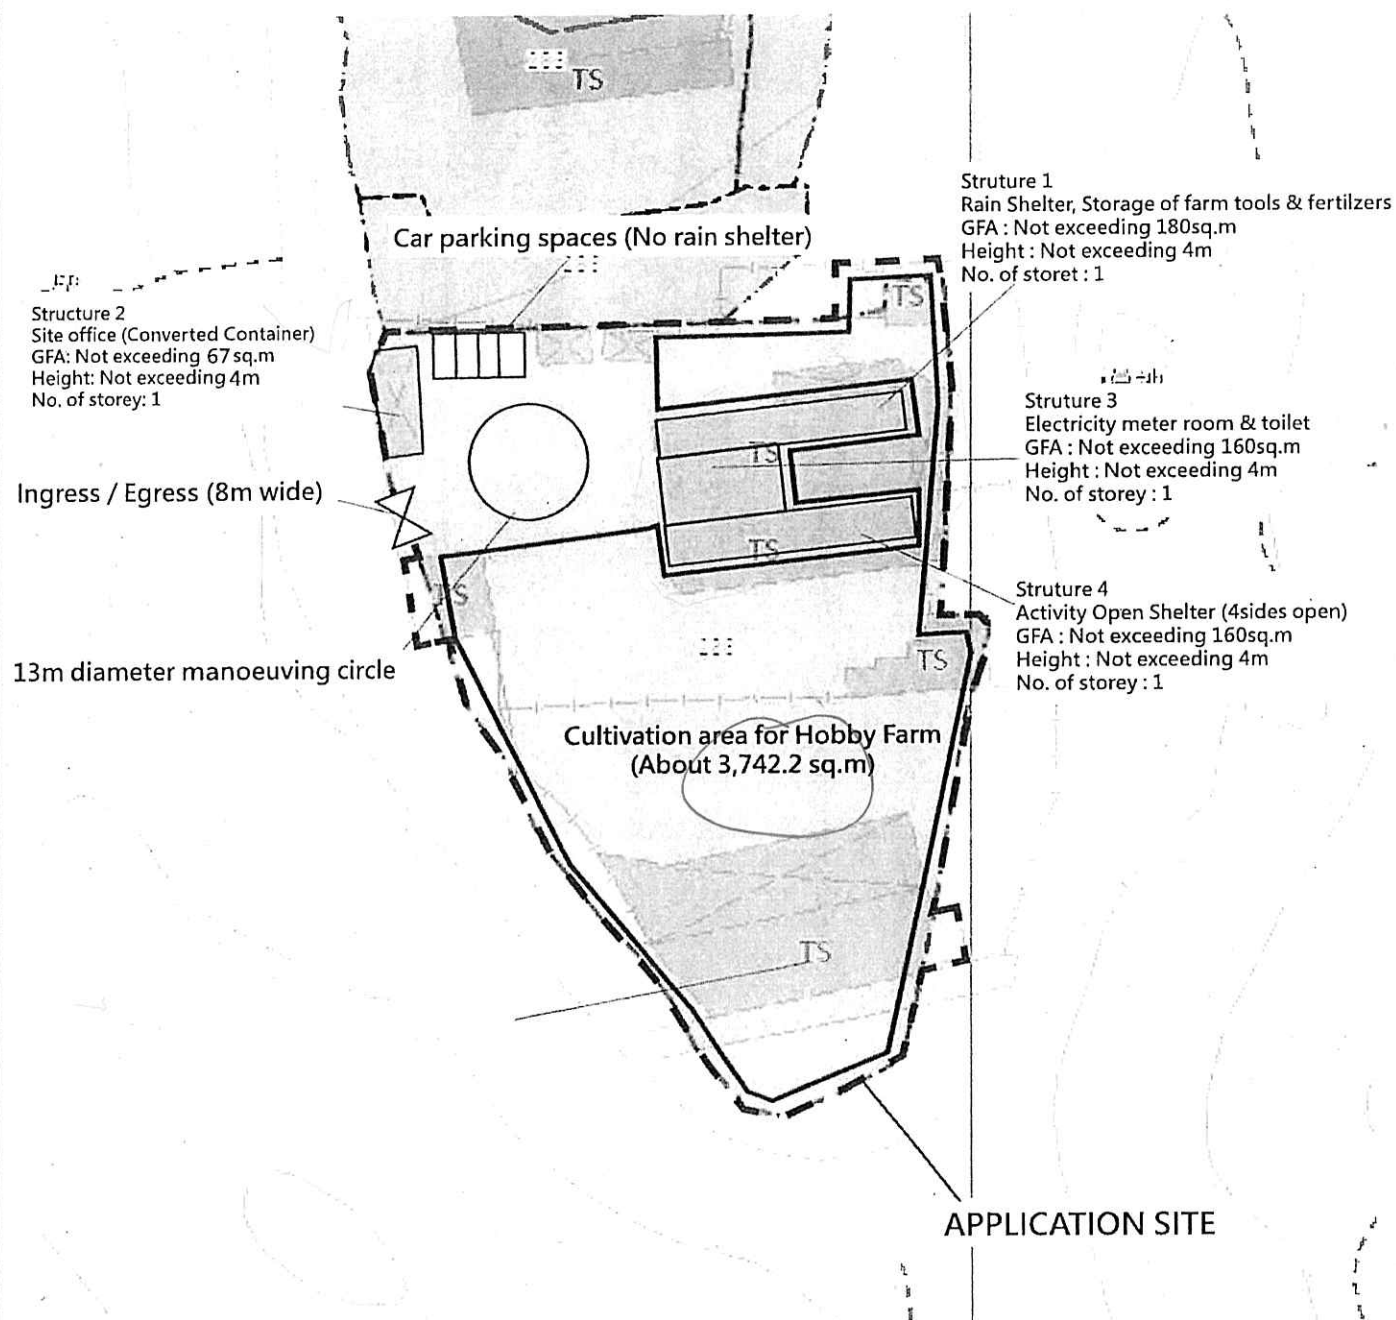 TS
Struture 1
Rain Shelter, Storage of farm tools & fertilzers
GFA : Not exceeding 180sq.m
Height : Not exceeding 4m
No. of storet : 1
Car parking spaces (No rain shelter)
TS
Structure 2
Site office (Converted Container)
GFA: Not exceeding 67sq.m
Height: Not exceeding 4m
No. of storey: 1
Struture 3
Electricity meter room & toilet
GFA : Not exceeding 160sq.m
Height : Not exceeding 4m
No. of storey : 1
TS
Ingress / Egress (8m wide)
TS
TS
Struture 4
Activity Open Shelter (4sides open)
GFA : Not exceeding 160sq.m
Height : Not exceeding 4m
No. of storey : 1
TS
13m diameter manoeuving circle
Cultivation area for Hobby Farm
(About 3,742.2 sq.m)
TS
APPLICATION SITE